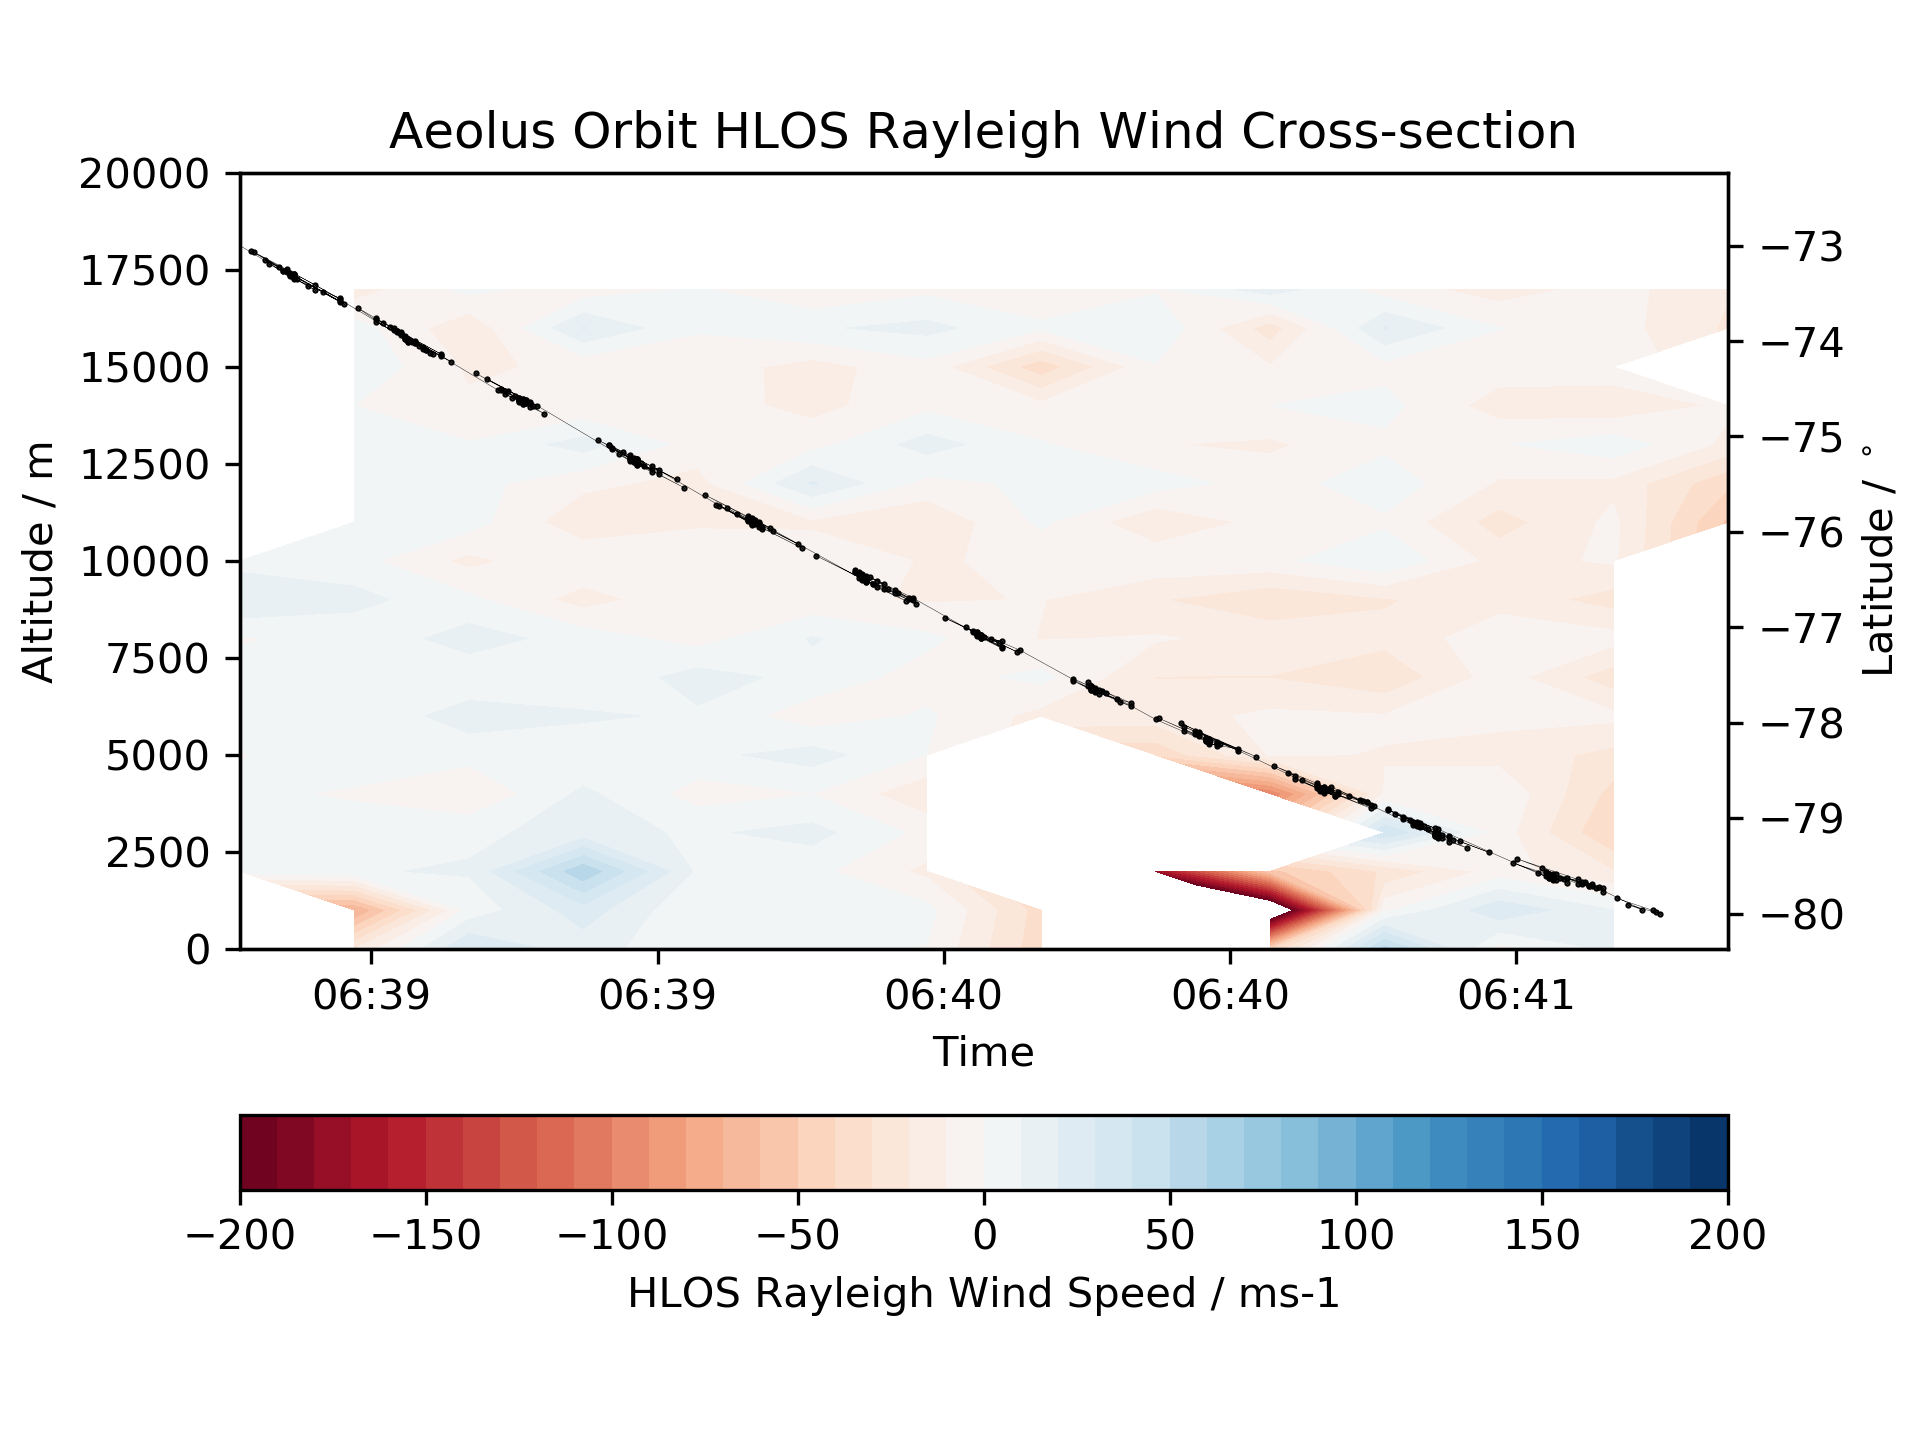 Aeolus Orbit HLOS Rayleigh Wind Cross-section
20000
17500
15000
12500
10000
7500
5000
2500
0
Altitude / m
−73
−74
−75
−76
−77
−78
−79
−80
Latitude / °
06:39 06:39 06:40 06:40 06:41
Time
−200 −150 −100 −50 0 50 100 150 200
HLOS Rayleigh Wind Speed / ms-1